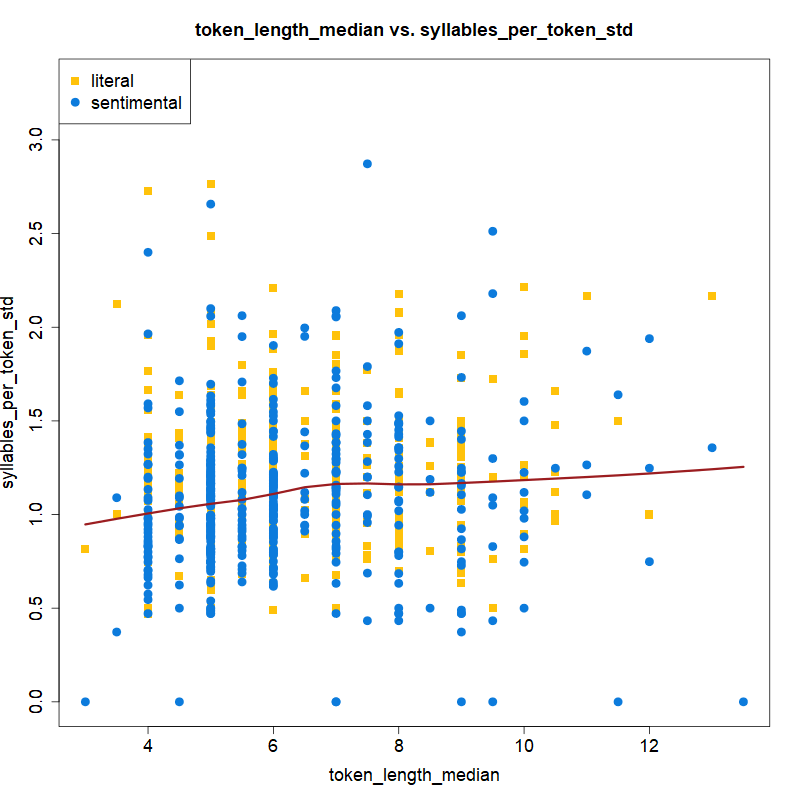 token_length_median vs. syllables_per_token_std
literal
sentimental
syllables_per_token_std
3.0
2.5
2.0
1.5
1.0
0.5
0.0
4 6 8 10 12
token_length_median